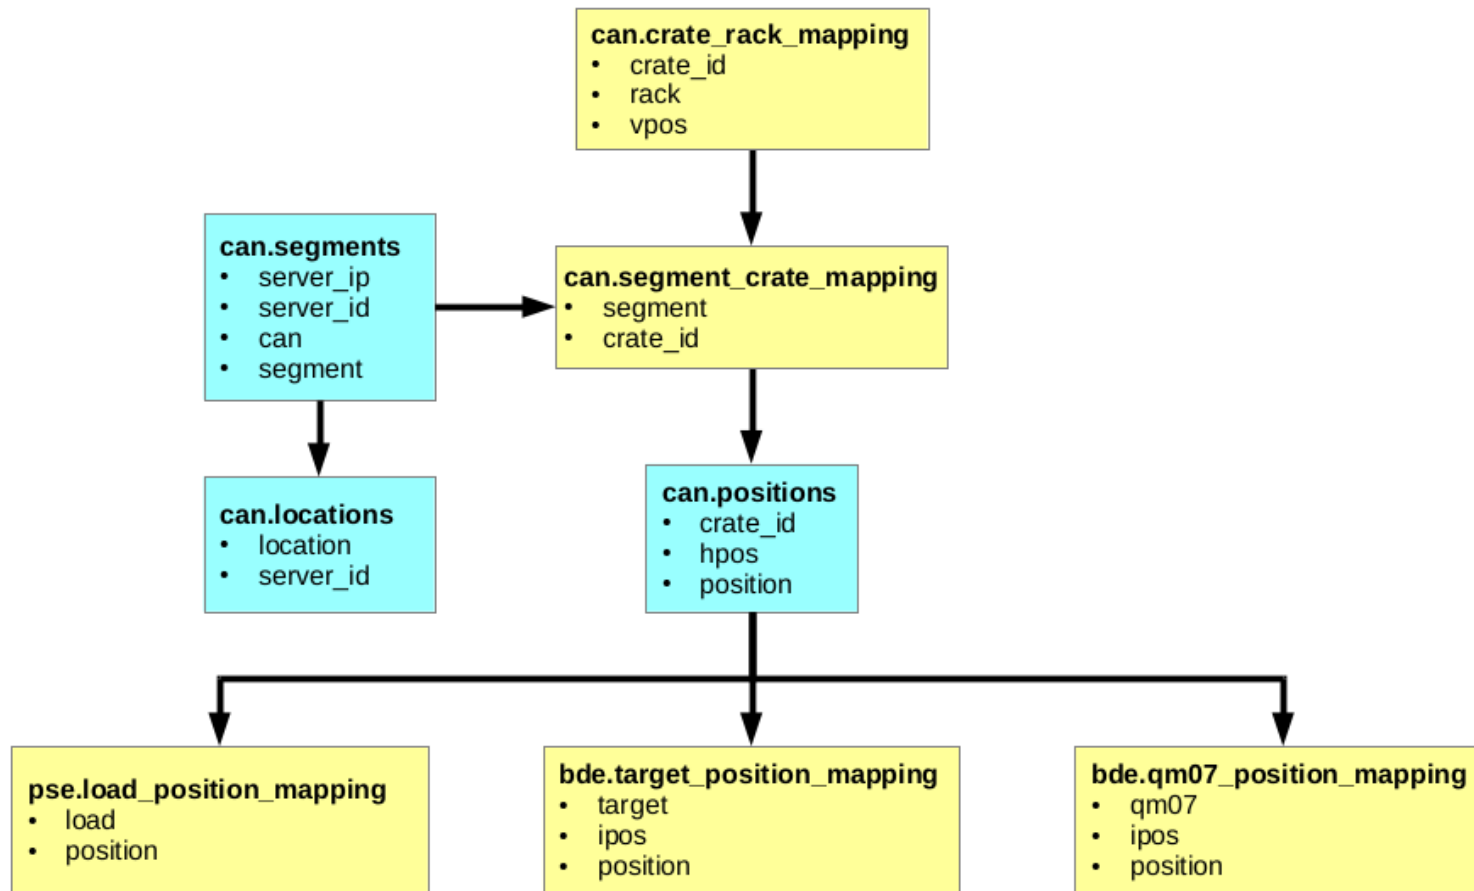 can.crate_rack_mapping
• crate_id
• rack
• vpos
can.segments
• server_ip
• server_id
• can
• segment
can.segment_crate_mapping
• segment
• crate_id
can.locations
• location
• server_id
can.positions
• crate_id
• hpos
• position
pse.load_position_mapping
• load
• position
bde.target_position_mapping
• target
• ipos
• position
bde.qm07_position_mapping
• qm07
• ipos
• position